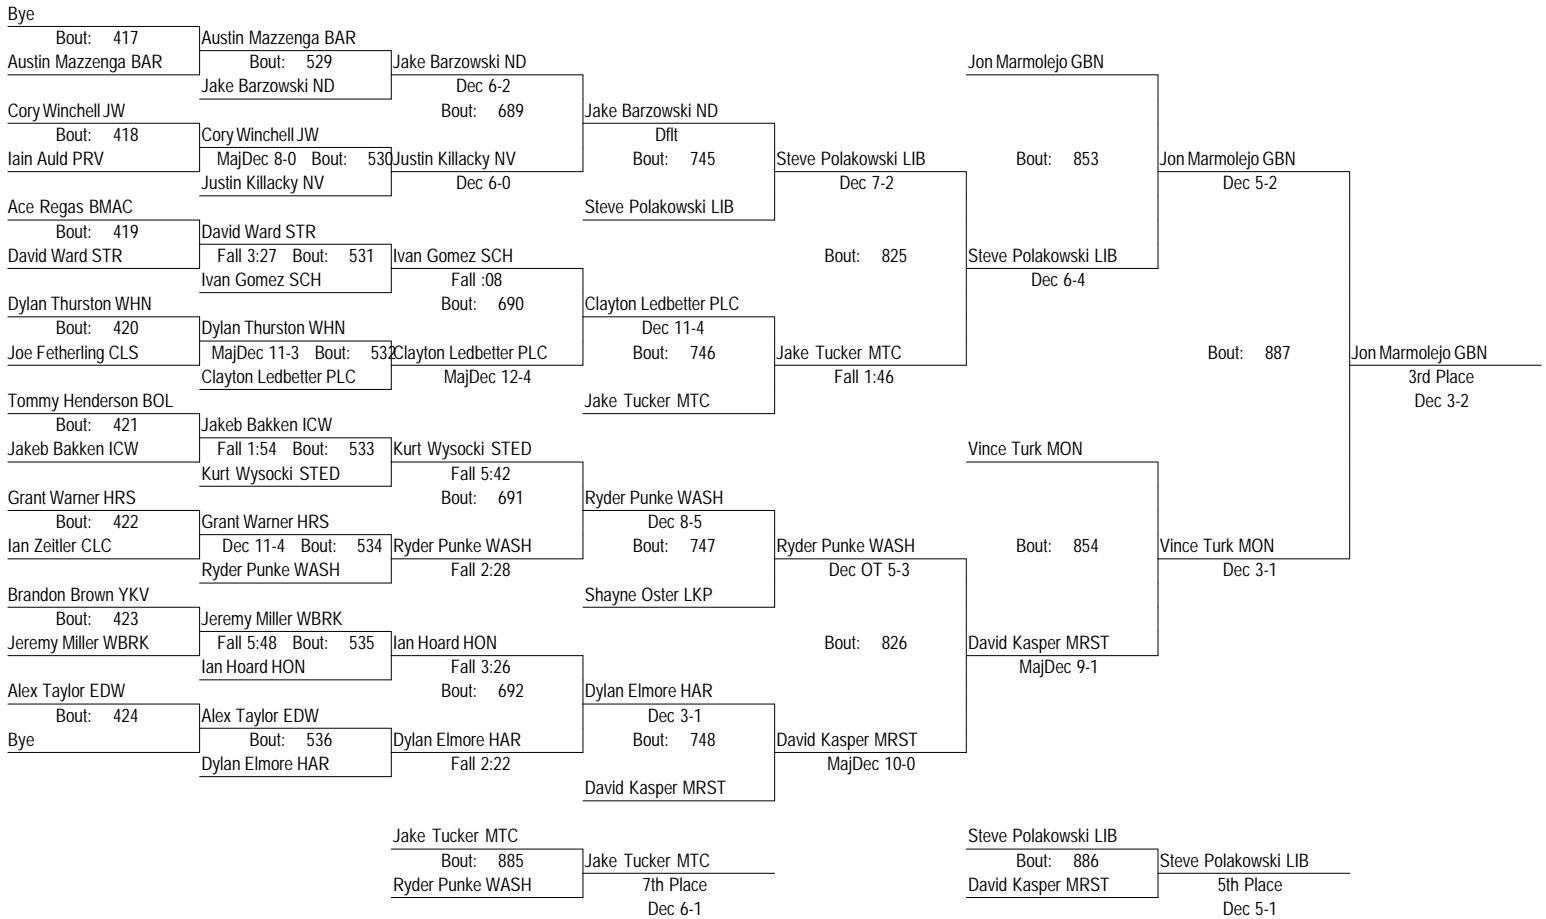 Bye
Bout: 417
Austin Mazzenga BAR
Austin Mazzenga BAR
Bout: 529
Jake Barzowski ND
Jake Barzowski ND
Dec 6-2
Bout: 689
Cory Winchell JW
Bout: 418
Iain Auld PRV
Cory Winchell JW
MajDec 8-0 Bout: 530
Justin Killacky NV
Justin Killacky NV
Dec 6-0
Jake Barzowski ND
Dflt
Bout: 745
Steve Polakowski LIB
Steve Polakowski LIB
Dec 7-2
Ace Regas BMAC
Bout: 419
David Ward STR
David Ward STR
Fall 3:27 Bout: 531
Ivan Gomez SCH
Ivan Gomez SCH
Fall :08
Bout: 690
Dylan Thurston WHN
Bout: 420
Joe Fetherling CLS
Dylan Thurston WHN
MajDec 11-3 Bout: 532
Clayton Ledbetter PLC
Clayton Ledbetter PLC
MajDec 12-4
Clayton Ledbetter PLC
Dec 11-4
Bout: 746
Jake Tucker MTC
Jake Tucker MTC
Fall 1:46
Bout: 825
Steve Polakowski LIB
Dec 6-4
Jon Marmolejo GBN
Bout: 853
Jon Marmolejo GBN
Dec 5-2
Tommy Henderson BOL
Bout: 421
Jakeb Bakken ICW
Jakeb Bakken ICW
Fall 1:54 Bout: 533
Kurt Wysocki STED
Kurt Wysocki STED
Fall 5:42
Bout: 691
Grant Warner HRS
Bout: 422
Ian Zeitler CLC
Grant Warner HRS
Dec 11-4 Bout: 534
Ryder Punke WASH
Ryder Punke WASH
Fall 2:28
Ryder Punke WASH
Dec 8-5
Bout: 747
Shayne Oster LKP
Ryder Punke WASH
Dec OT 5-3
Brandon Brown YKV
Bout: 423
Jeremy Miller WBRK
Jeremy Miller WBRK
Fall 5:48 Bout: 535
Ian Hoard HON
Ian Hoard HON
Fall 3:26
Bout: 692
Alex Taylor EDW
Bout: 424
Bye
Alex Taylor EDW
Bout: 536
Dylan Elmore HAR
Dylan Elmore HAR
Fall 2:22
Dylan Elmore HAR
Dec 3-1
Bout: 748
David Kasper MRST
David Kasper MRST
MajDec 10-0
Bout: 826
David Kasper MRST
MajDec 9-1
Vince Turk MON
Bout: 854
Vince Turk MON
Dec 3-1
Bout: 887
Jon Marmolejo GBN
3rd Place
Dec 3-2
Jake Tucker MTC
Bout: 885
Ryder Punke WASH
Jake Tucker MTC
7th Place
Dec 6-1
Steve Polakowski LIB
Bout: 886
David Kasper MRST
Steve Polakowski LIB
5th Place
Dec 5-1